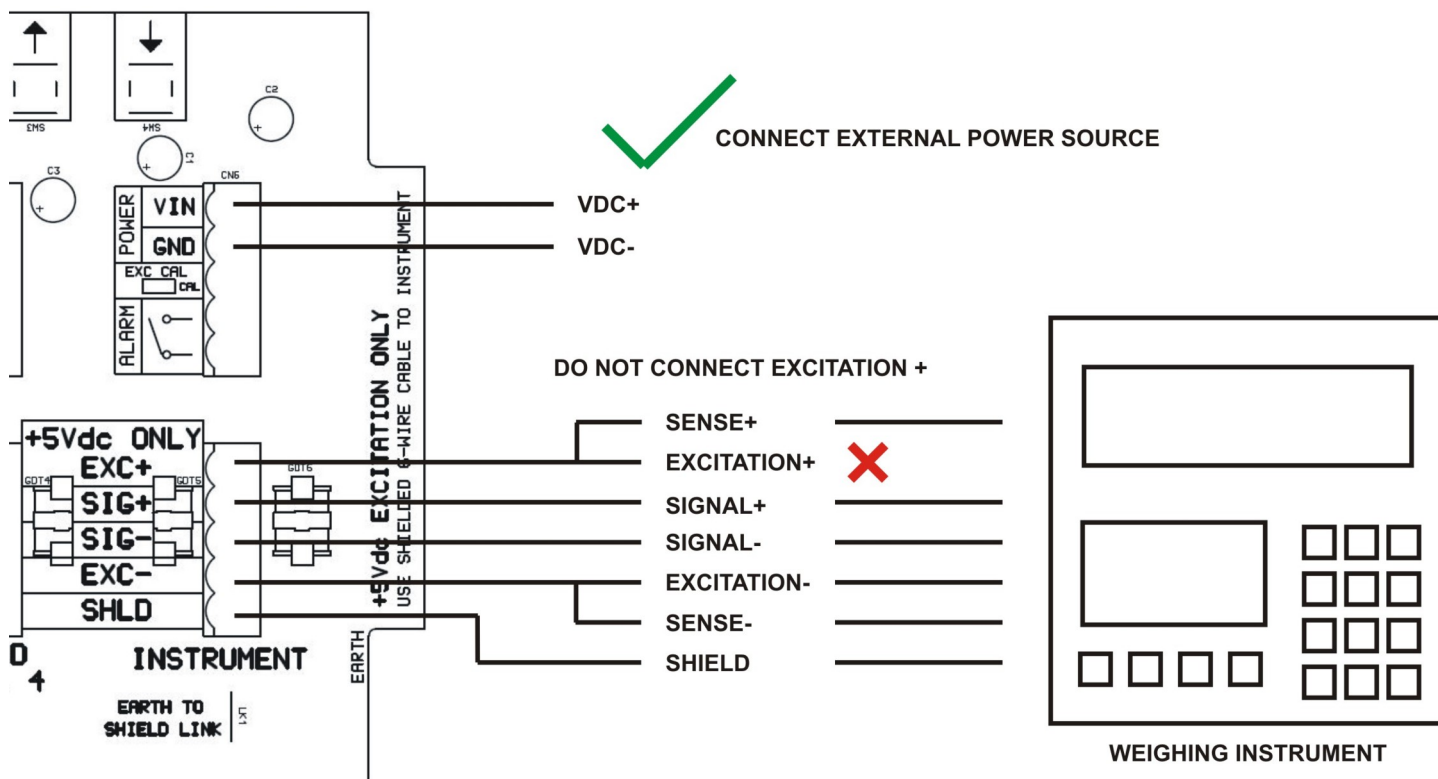 SW3
SW4
C2
C1
C3
CN6
CONNECT EXTERNAL POWER SOURCE
POWER
VIN
GND
VDC+
VDC-
EXC CAL
CAL
ALARM
+5Vdc EXCITATION ONLY
USE SHIELDED 6-WIRE CABLE TO INSTRUMENT
DO NOT CONNECT EXCITATION +
+5Vdc ONLY
EXC+
SIG+
SIG-
EXC-
SHLD
GDT4
GDT5
GDT6
SENSE+
EXCITATION+
SIGNAL+
SIGNAL-
EXCITATION-
SENSE-
SHIELD
INSTRUMENT
4
EARTH
EARTH TO
SHIELD LINK
LK1
WEIGHING INSTRUMENT